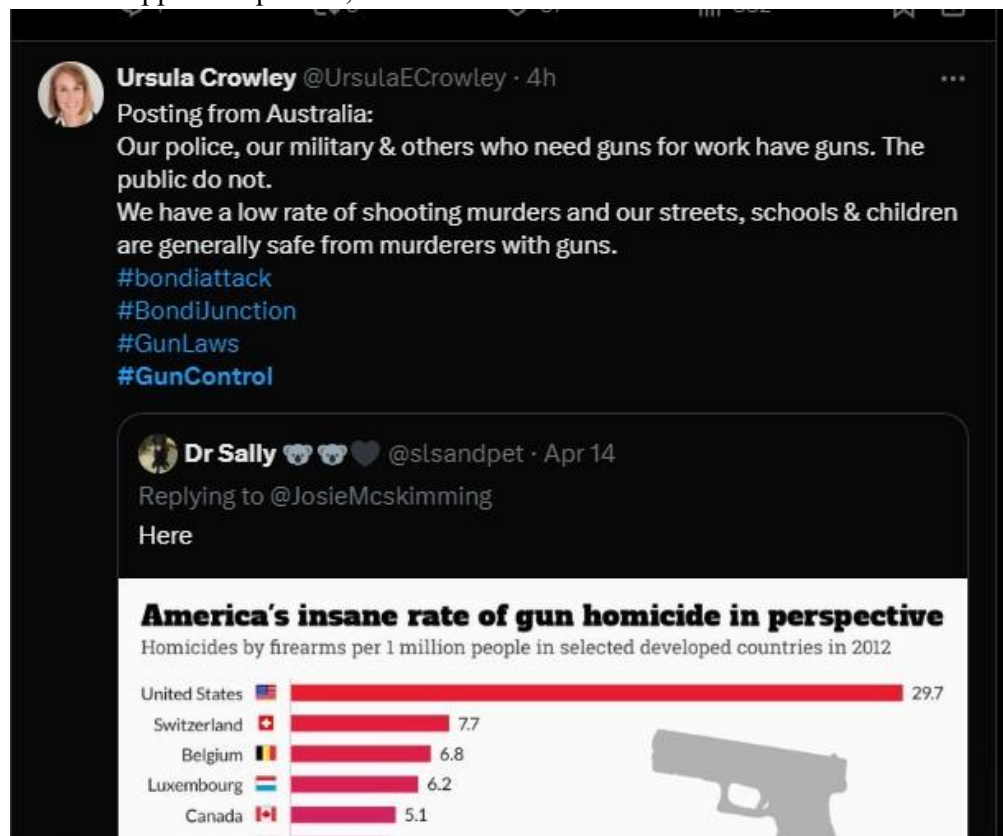 Ursula Crowley @UrsulaECrowley · 4h
Posting from Australia:
Our police, our military & others who need guns for work have guns. The
public do not.
We have a low rate of shooting murders and our streets, schools & children
are generally safe from murderers with guns.
#bondiattack
#BondiJunction
#GunLaws
#GunControl
Dr Sally 🐨🐨🖤 @slsandpet · Apr 14
Replying to @JosieMcskimming
Here
America's insane rate of gun homicide in perspective
Homicides by firearms per 1 million people in selected developed countries in 2012
United States 29.7
Switzerland 7.7
Belgium 6.8
Luxembourg 6.2
Canada 5.1